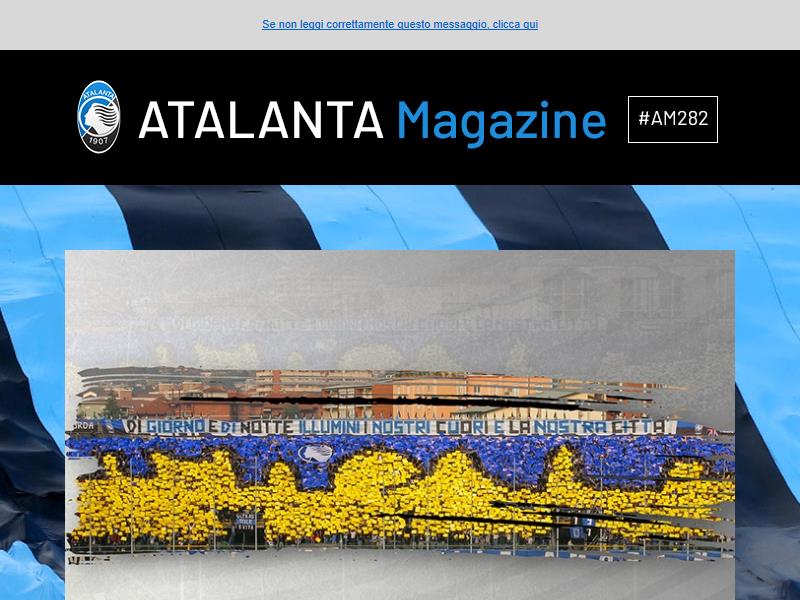 Se non leggi correttamente questo messaggio, clicca qui
ATALANTA
1907
ATALANTA Magazine
#AM282
DI GIORNO E DI NOTTE ILLUMINI I NOSTRI CUORI E LA NOSTRA CITTÀ